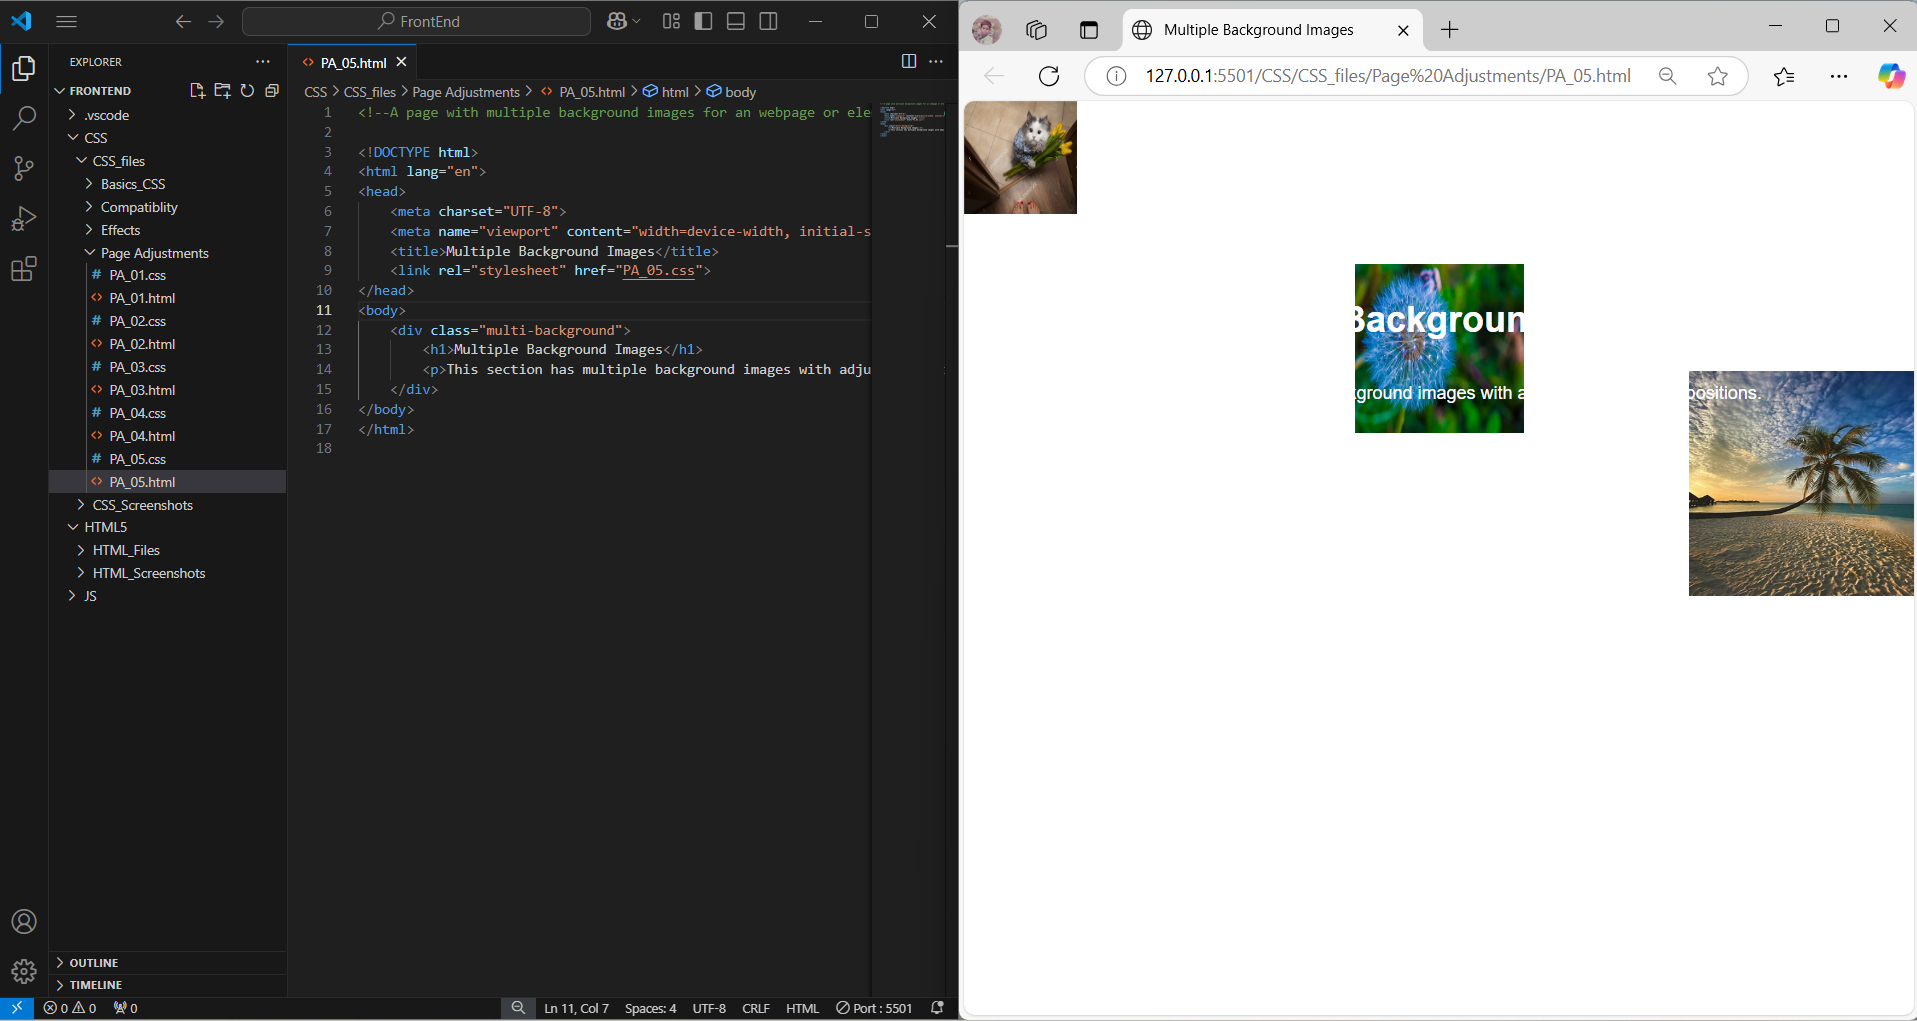 FrontEnd
EXPLORER
FRONTEND
.vscode
CSS
CSS_files
Basics_CSS
Compatiblity
Effects
Page Adjustments
PA_01.css
PA_01.html
PA_02.css
PA_02.html
PA_03.css
PA_03.html
PA_04.css
PA_04.html
PA_05.css
PA_05.html
CSS_Screenshots
HTML5
HTML_Files
HTML_Screenshots
JS
OUTLINE
TIMELINE
PA_05.html
CSS > CSS_files > Page Adjustments > PA_05.html > html > body
1 <!--A page with multiple background images for an webpage or ele
2
3 <!DOCTYPE html>
4 <html lang="en">
5 <head>
6 <meta charset="UTF-8">
7 <meta name="viewport" content="width=device-width, initial-s
8 <title>Multiple Background Images</title>
9 <link rel="stylesheet" href="PA_05.css">
10 </head>
11 <body>
12 <div class="multi-background">
13 <h1>Multiple Background Images</h1>
14 <p>This section has multiple background images with adju
15 </div>
16 </body>
17 </html>
18
0 0 0 Ln 11, Col 7 Spaces: 4 UTF-8 CRLF HTML Port : 5501
Multiple Background Images
127.0.0.1:5501/CSS/CSS_files/Page%20Adjustments/PA_05.html
Backgroun
kground images with a
positions.